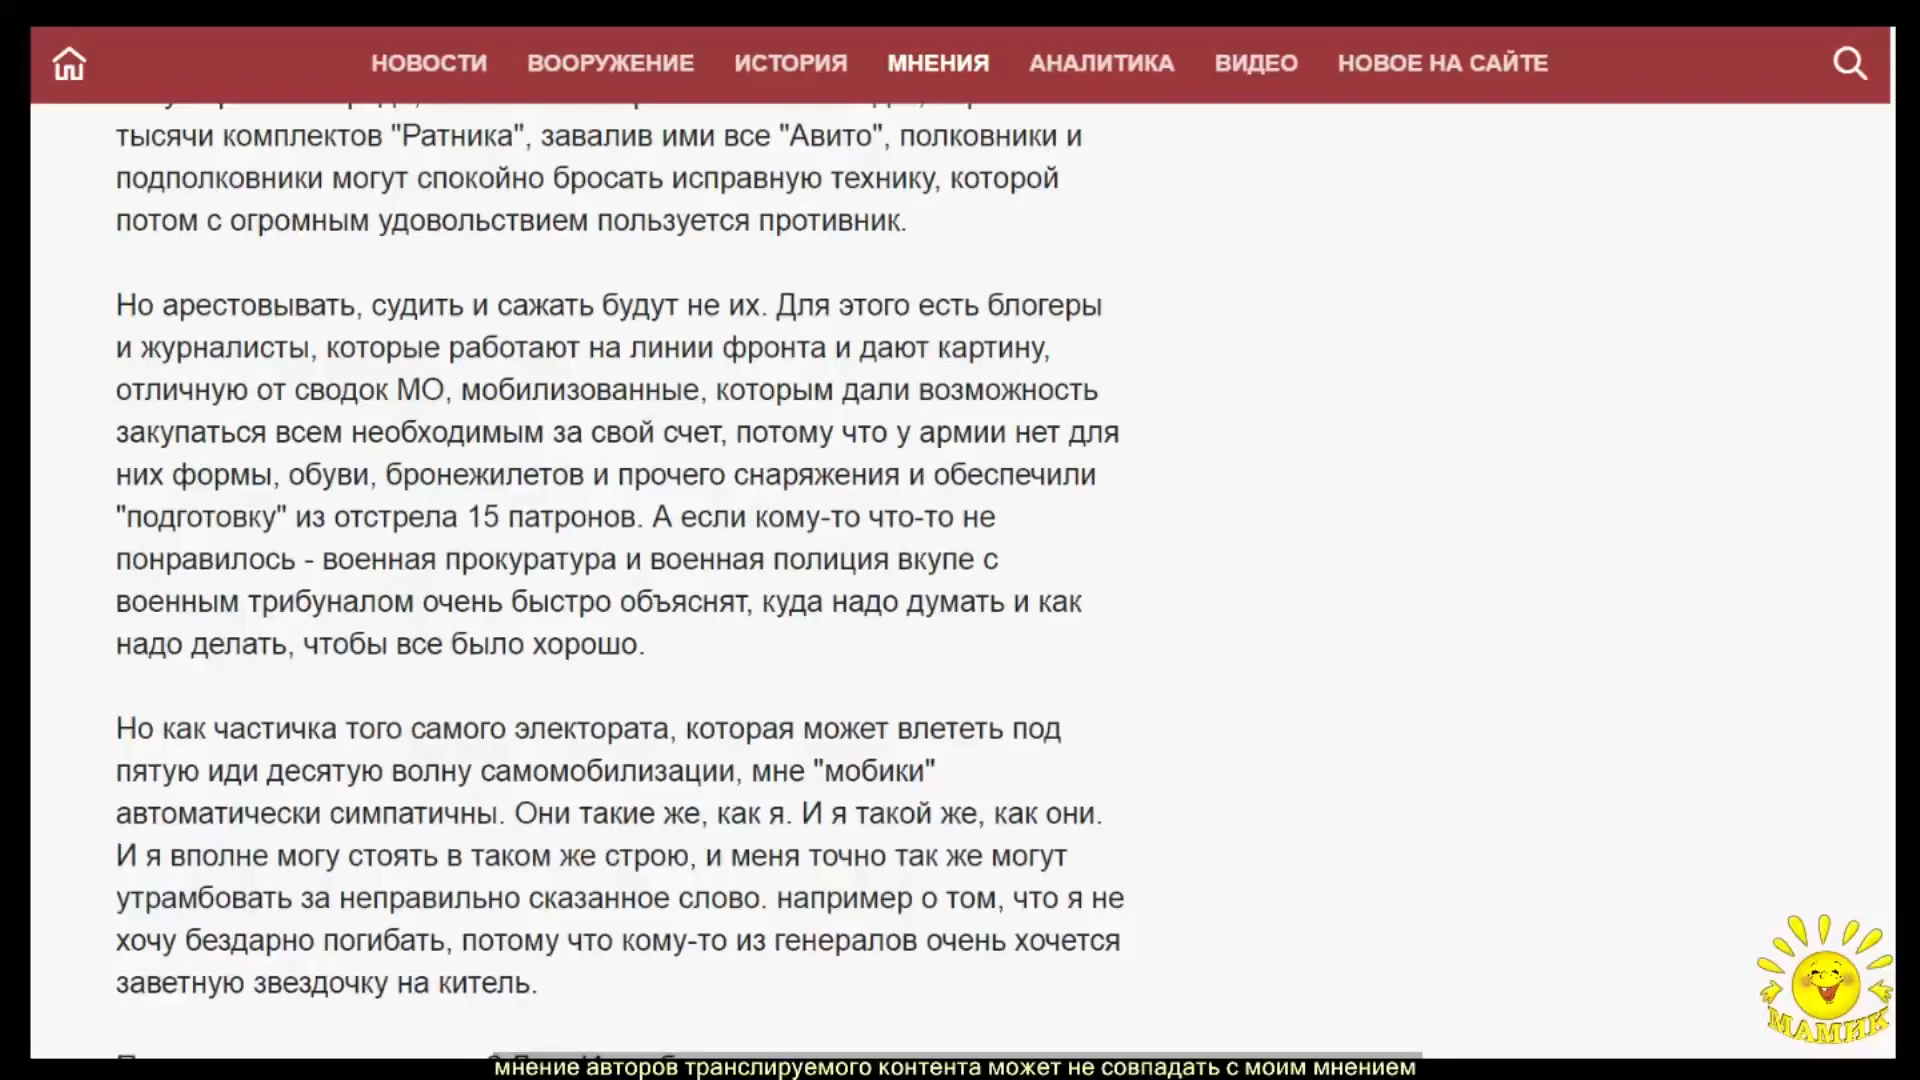 НОВОСТИ ВООРУЖЕНИЕ ИСТОРИЯ МНЕНИЯ АНАЛИТИКА ВИДЕО НОВОЕ НА САЙТЕ
тысячи комплектов "Ратника", завалив ими все "Авито", полковники и
подполковники могут спокойно бросать исправную технику, которой
потом с огромным удовольствием пользуется противник.
Но арестовывать, судить и сажать будут не их. Для этого есть блогеры
и журналисты, которые работают на линии фронта и дают картину,
отличную от сводок МО, мобилизованные, которым дали возможность
закупаться всем необходимым за свой счет, потому что у армии нет для
них формы, обуви, бронежилетов и прочего снаряжения и обеспечили
"подготовку" из отстрела 15 патронов. А если кому-то что-то не
понравилось - военная прокуратура и военная полиция вкупе с
военным трибуналом очень быстро объяснят, куда надо думать и как
надо делать, чтобы все было хорошо.
Но как частичка того самого электората, которая может влететь под
пятую иди десятую волну самомобилизации, мне "мобики"
автоматически симпатичны. Они такие же, как я. И я такой же, как они.
И я вполне могу стоять в таком же строю, и меня точно так же могут
утрамбовать за неправильно сказанное слово. например о том, что я не
хочу бездарно погибать, потому что кому-то из генералов очень хочется
заветную звездочку на китель.
МАМИК
мнение авторов транслируемого контента может не совпадать с моим мнением